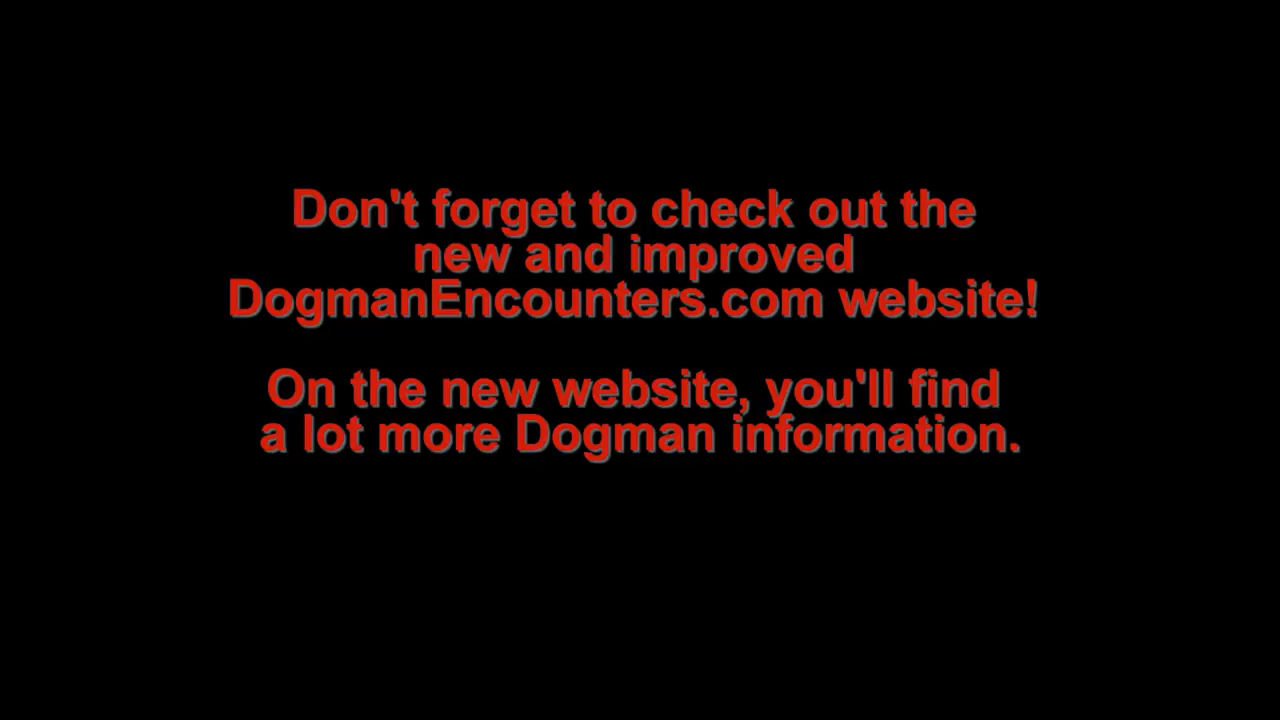 Don't forget to check out the
new and improved
DogmanEncounters.com website!
On the new website, you'll find
a lot more Dogman information.